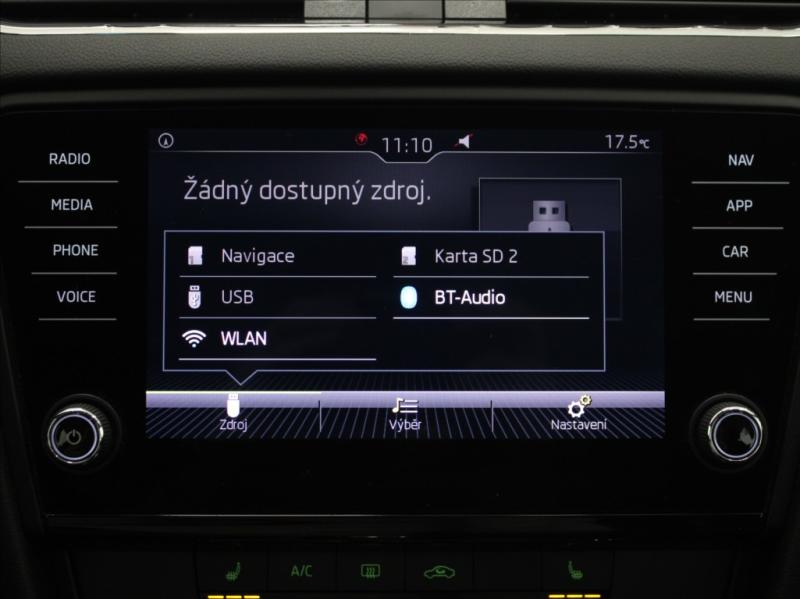 RADIO
MEDIA
PHONE
VOICE
11:10
17.5°C
Žádný dostupný zdroj.
Navigace
Karta SD 2
USB
BT-Audio
WLAN
Zdroj
Výběr
Nastavení
NAV
APP
CAR
MENU
A/C